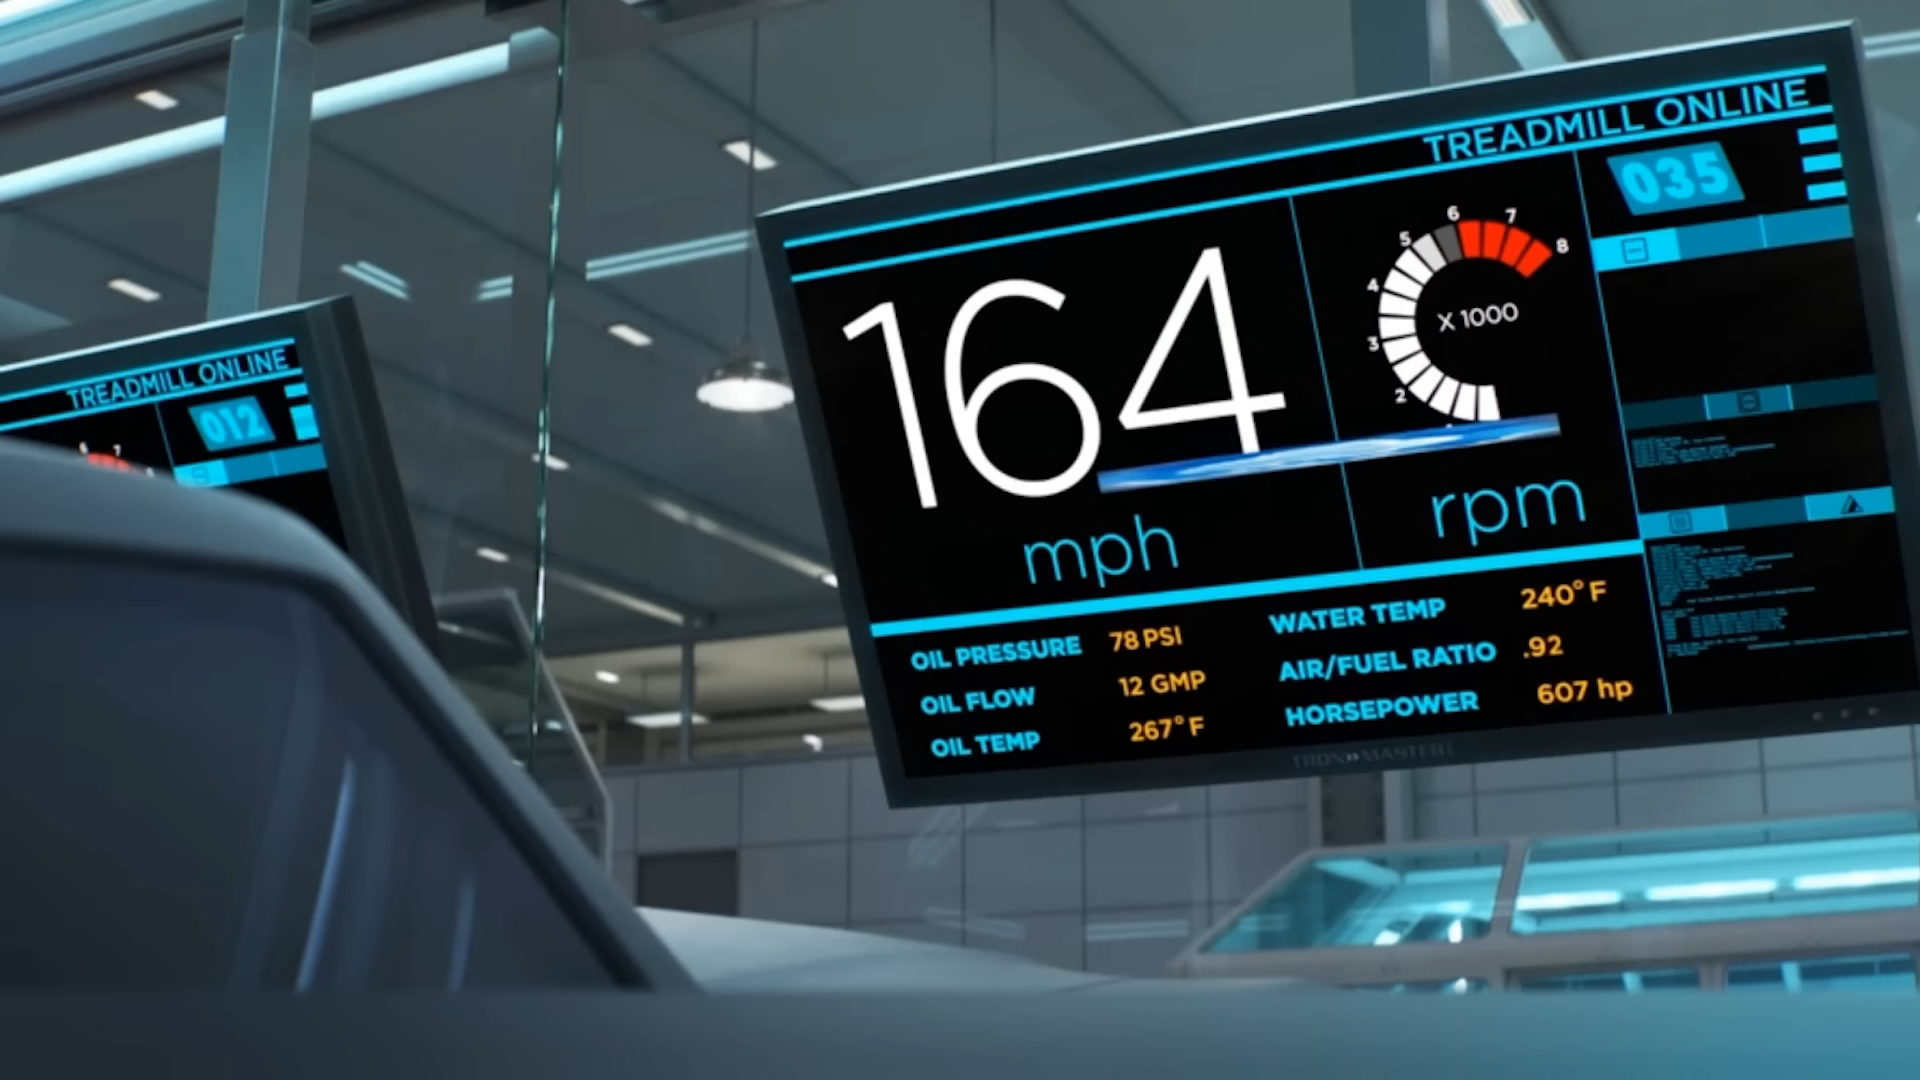 TREADMILL ONLINE
035
164
mph
2
3
4
5
6
7
8
X 1000
rpm
OIL PRESSURE 78 PSI
OIL FLOW 12 GMP
OIL TEMP 267° F
WATER TEMP 240° F
AIR/FUEL RATIO .92
HORSEPOWER 607 hp
TREADMILL ONLINE
012
6
7